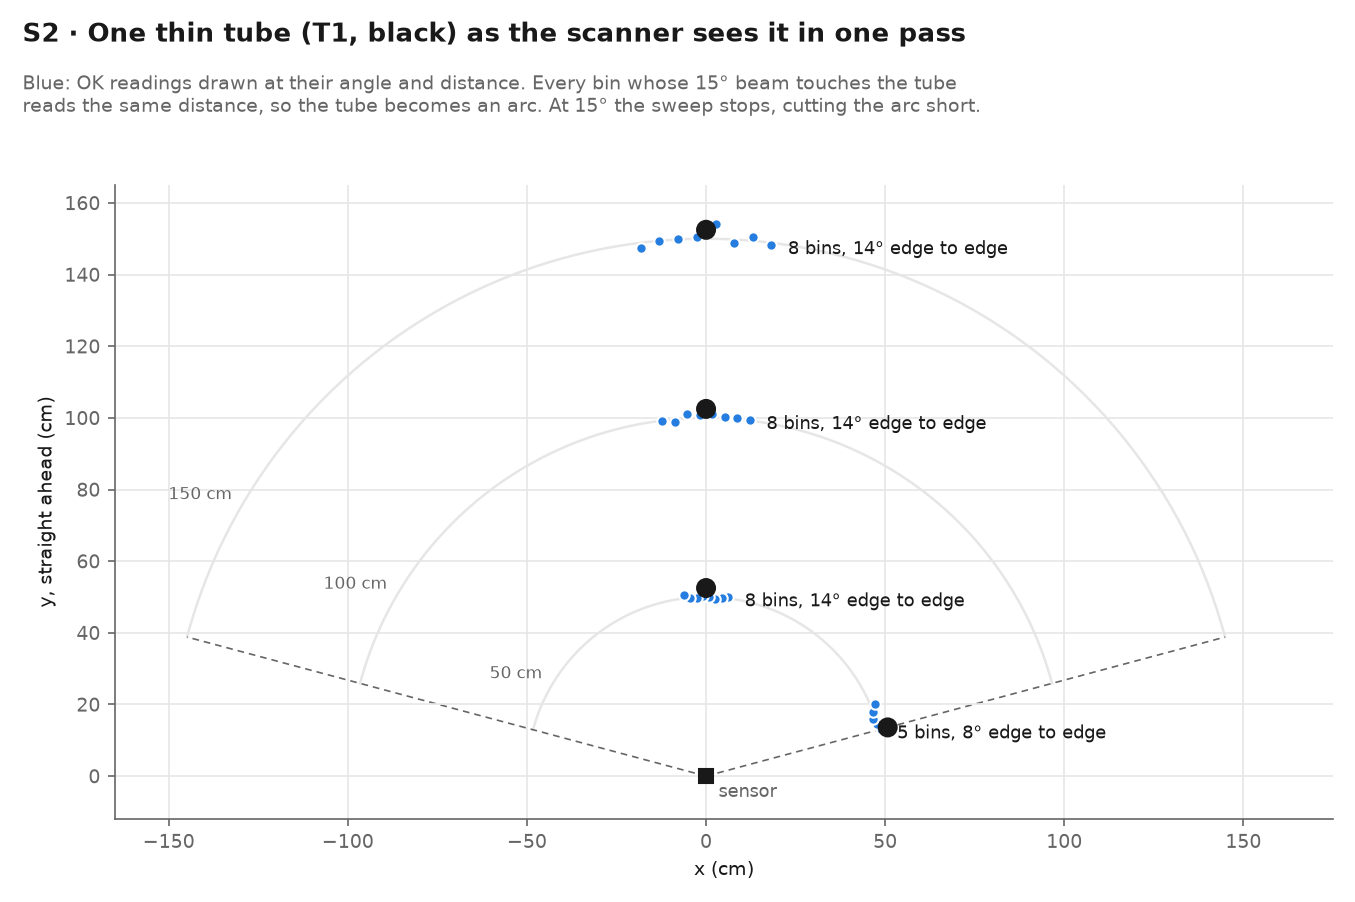 S2 · One thin tube (T1, black) as the scanner sees it in one pass
Blue: OK readings drawn at their angle and distance. Every bin whose 15° beam touches the tube
reads the same distance, so the tube becomes an arc. At 15° the sweep stops, cutting the arc short.
160
140
120
100
80
60
40
20
0
y, straight ahead (cm)
8 bins, 14° edge to edge
8 bins, 14° edge to edge
150 cm
100 cm
8 bins, 14° edge to edge
50 cm
5 bins, 8° edge to edge
sensor
−150
−100
−50
0
50
100
150
x (cm)